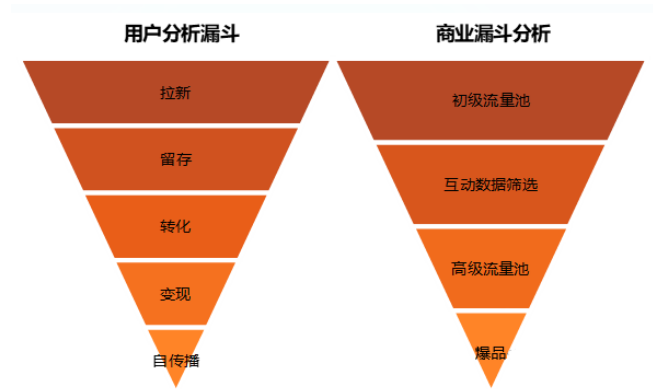 用户分析漏斗
拉新
留存
转化
变现
自传播
商业漏斗分析
初级流量池
互动数据筛选
高级流量池
爆品